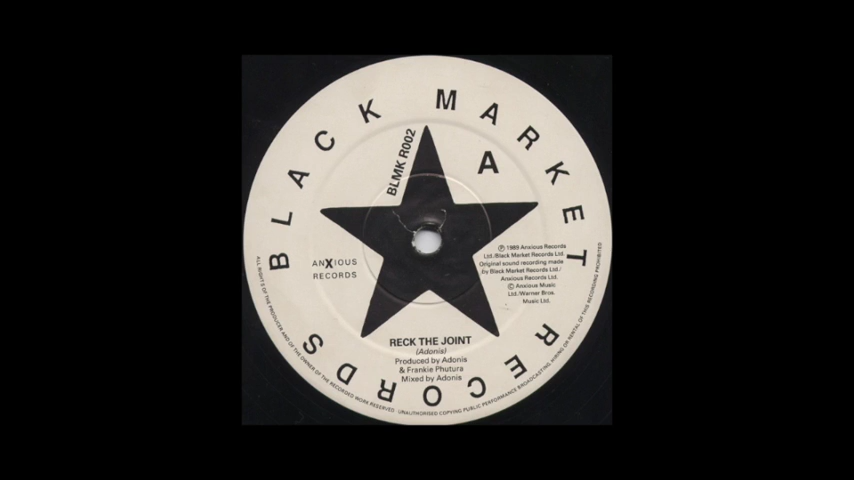 BLACK MARKET RECORDS
BLMK R002
A
ANXIOUS
RECORDS
℗ 1989 Anxious Records
Ltd./Black Market Records Ltd.
Original sound recording made
by Black Market Records Ltd./
Anxious Records Ltd.
© Anxious Music
Ltd./Warner Bros.
Music Ltd.
RECK THE JOINT
(Adonis)
Produced by Adonis
& Frankie Phutura
Mixed by Adonis
ALL RIGHTS OF THE PRODUCER AND OF THE OWNER OF THE RECORDED WORK RESERVED. UNAUTHORISED COPYING PUBLIC PERFORMANCE BROADCASTING, HIRING OR RENTAL OF THIS RECORDING PROHIBITED